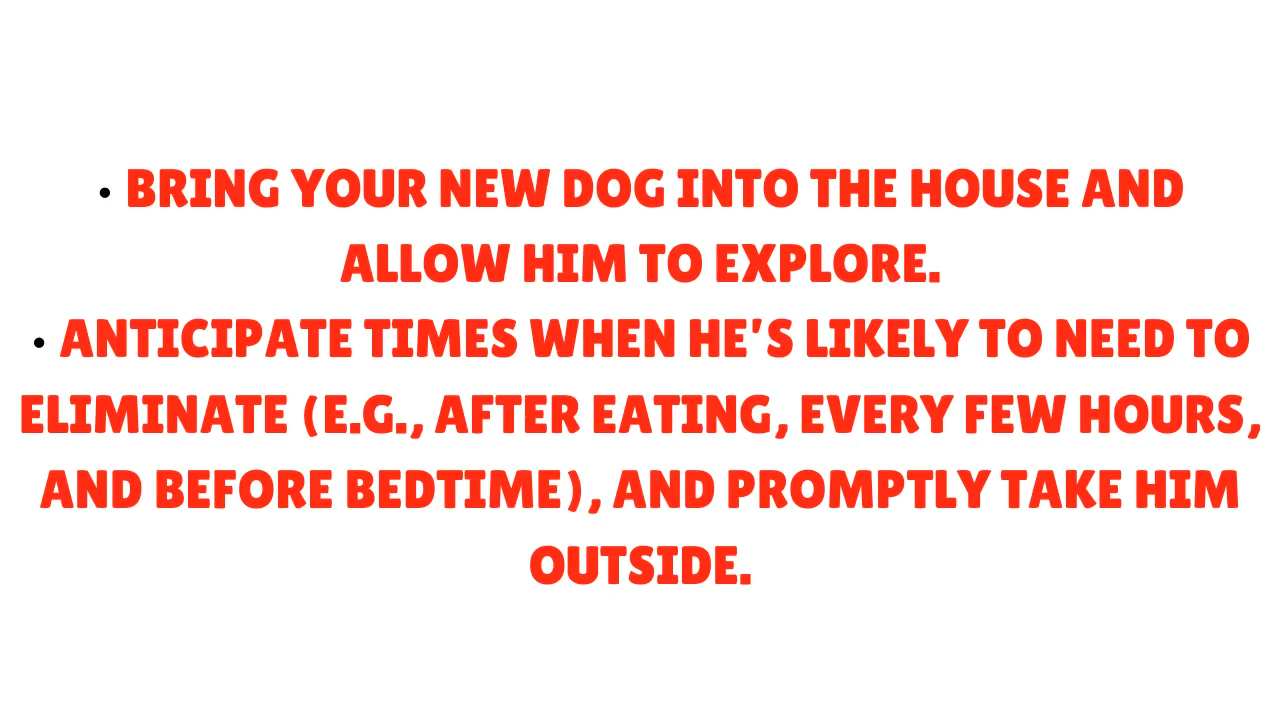 • BRING YOUR NEW DOG INTO THE HOUSE AND
ALLOW HIM TO EXPLORE.
• ANTICIPATE TIMES WHEN HE'S LIKELY TO NEED TO
ELIMINATE (E.G., AFTER EATING, EVERY FEW HOURS,
AND BEFORE BEDTIME), AND PROMPTLY TAKE HIM
OUTSIDE.